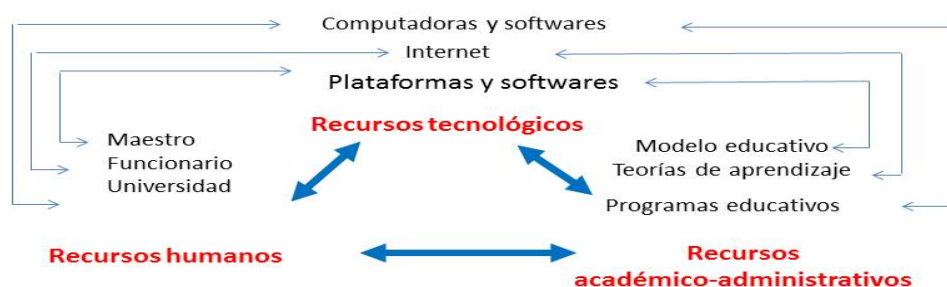 Computadoras y softwares
Internet
Plataformas y softwares
Recursos tecnológicos
Maestro
Funcionario
Universidad
Modelo educativo
Teorías de aprendizaje
Programas educativos
Recursos humanos
Recursos
académico-administrativos